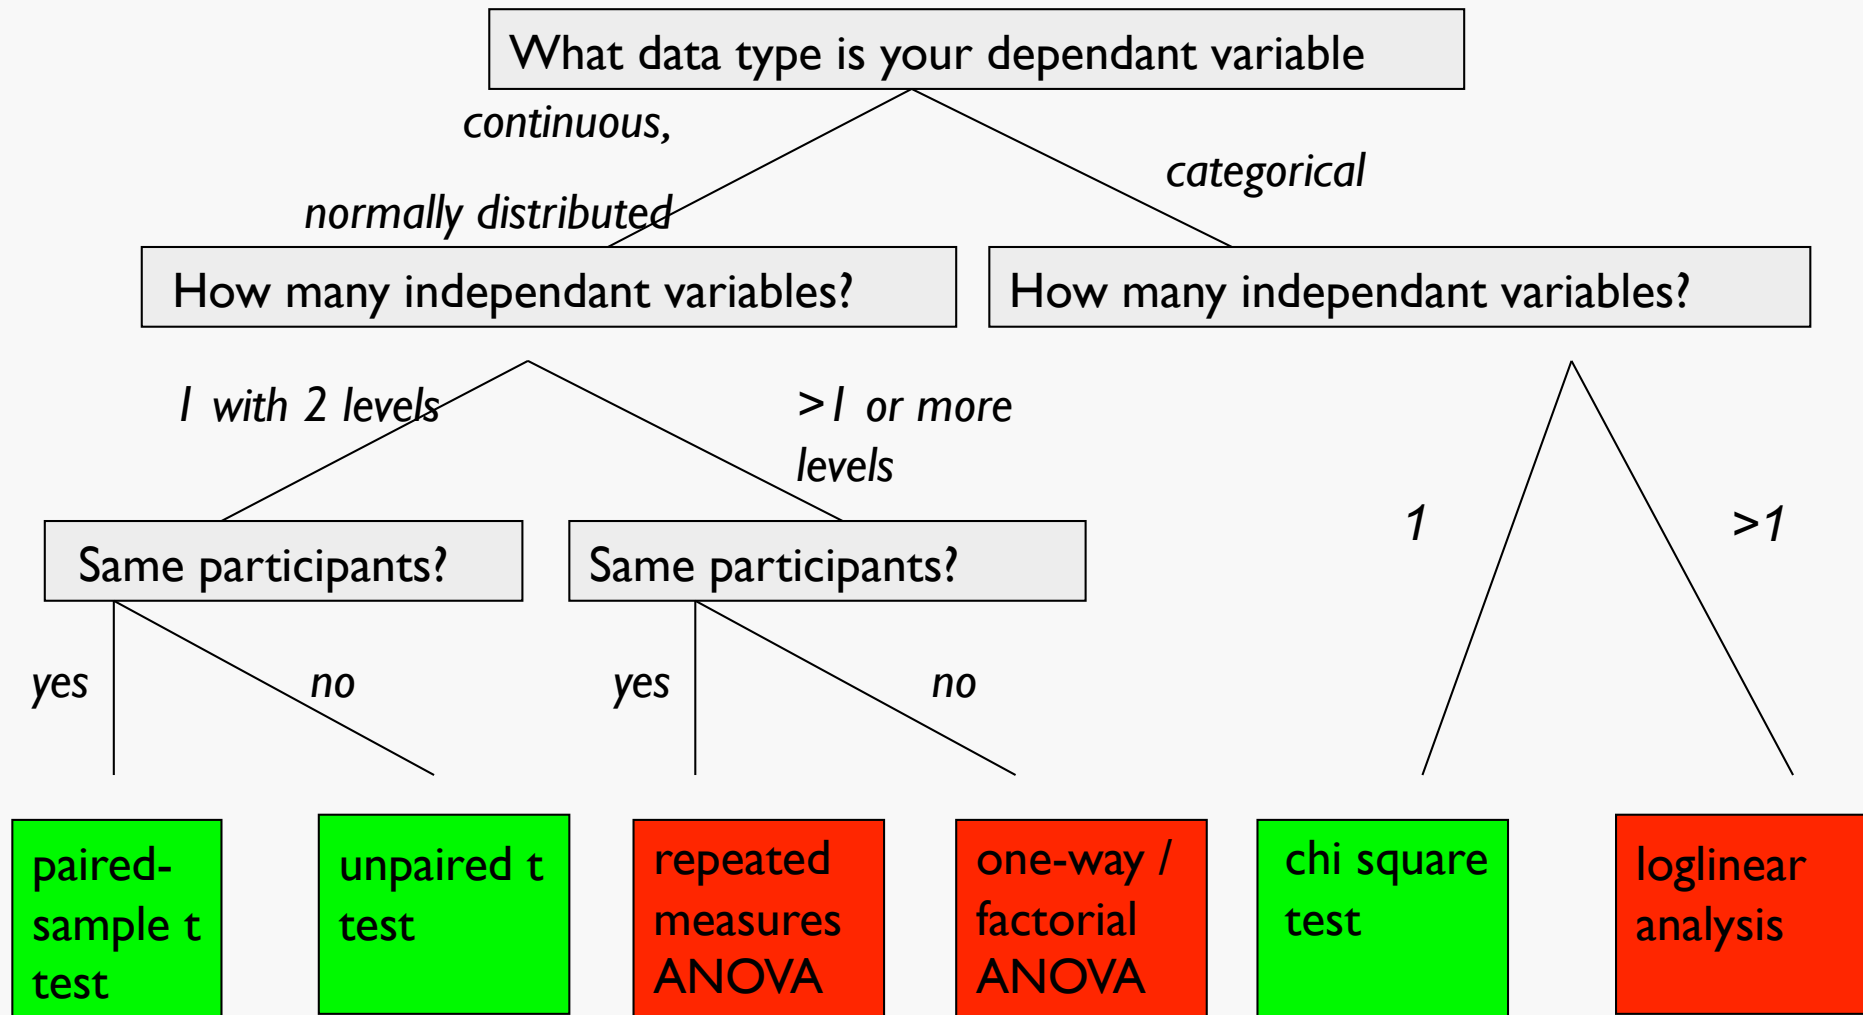 What data type is your dependant variable
continuous,
normally distributed
categorical
How many independant variables?
How many independant variables?
1 with 2 levels
>1 or more
levels
1
>1
Same participants?
Same participants?
yes
no
yes
no
paired-
sample t
test
unpaired t
test
repeated
measures
ANOVA
one-way /
factorial
ANOVA
chi square
test
loglinear
analysis